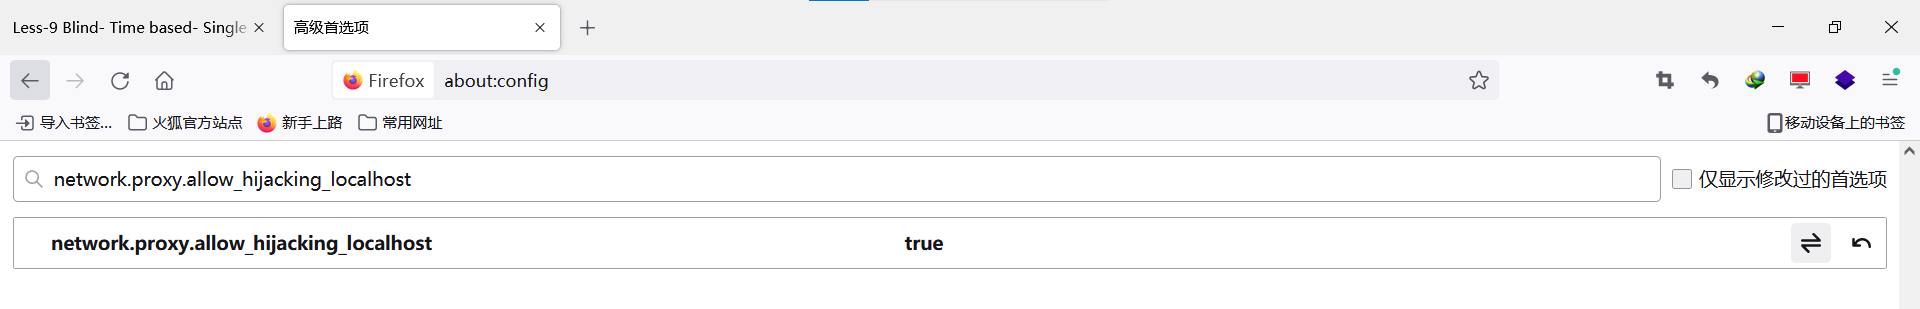 Less-9 Blind- Time based- Single
高级首选项
Firefox about:config
导入书签... 火狐官方站点 新手上路 常用网址 移动设备上的书签
network.proxy.allow_hijacking_localhost 仅显示修改过的首选项
network.proxy.allow_hijacking_localhost true